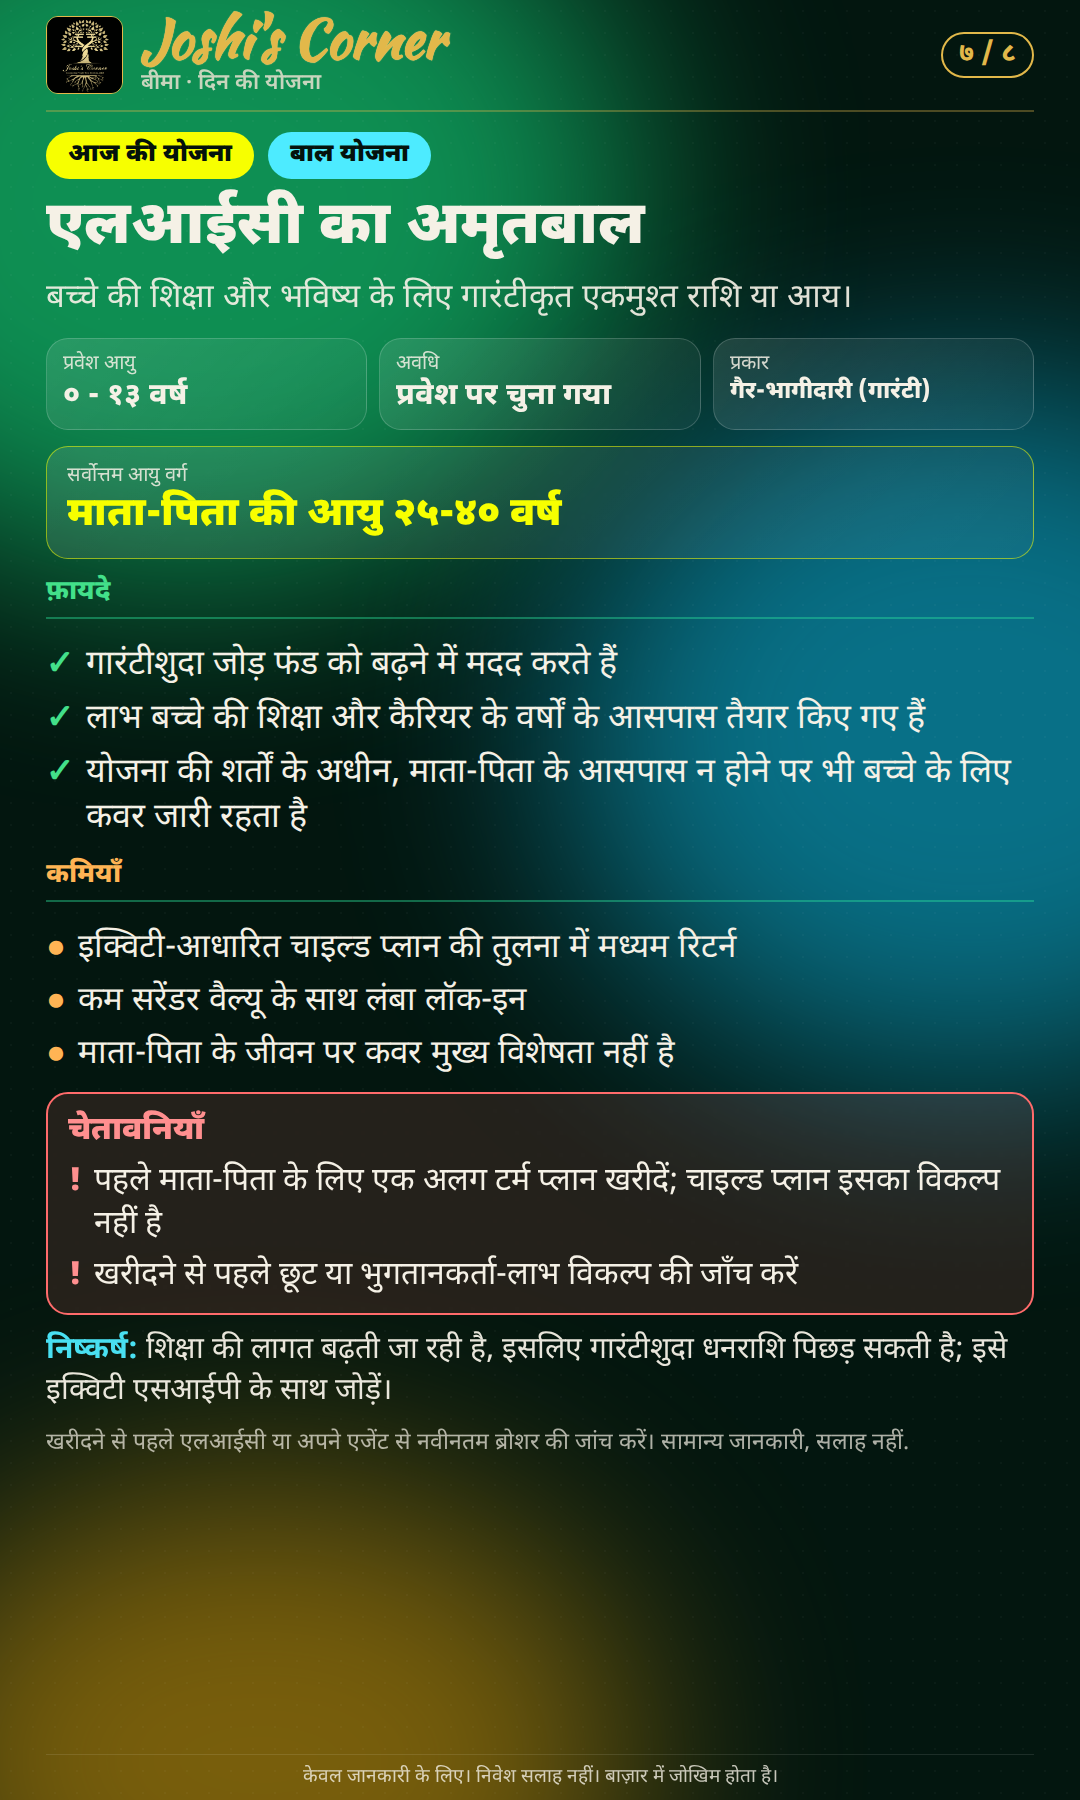 Joshi's Corner
बीमा · दिन की योजना
७ / ८
आज की योजना
बाल योजना
एलआईसी का अमृतबाल
बच्चे की शिक्षा और भविष्य के लिए गारंटीकृत एकमुश्त राशि या आय।
प्रवेश आयु
० - १३ वर्ष
अवधि
प्रवेश पर चुना गया
प्रकार
गैर-भागीदारी (गारंटी)
सर्वोत्तम आयु वर्ग
माता-पिता की आयु २५-४० वर्ष
फ़ायदे
✓ गारंटीशुदा जोड़ फंड को बढ़ने में मदद करते हैं
✓ लाभ बच्चे की शिक्षा और कैरियर के वर्षों के आसपास तैयार किए गए हैं
✓ योजना की शर्तों के अधीन, माता-पिता के आसपास न होने पर भी बच्चे के लिए
कवर जारी रहता है
कमियाँ
● इक्विटी-आधारित चाइल्ड प्लान की तुलना में मध्यम रिटर्न
● कम सरेंडर वैल्यू के साथ लंबा लॉक-इन
● माता-पिता के जीवन पर कवर मुख्य विशेषता नहीं है
चेतावनियाँ
! पहले माता-पिता के लिए एक अलग टर्म प्लान खरीदें; चाइल्ड प्लान इसका विकल्प
नहीं है
! खरीदने से पहले छूट या भुगतानकर्ता-लाभ विकल्प की जाँच करें
निष्कर्ष: शिक्षा की लागत बढ़ती जा रही है, इसलिए गारंटीशुदा धनराशि पिछड़ सकती है; इसे
इक्विटी एसआईपी के साथ जोड़ें।
खरीदने से पहले एलआईसी या अपने एजेंट से नवीनतम ब्रोशर की जांच करें। सामान्य जानकारी, सलाह नहीं.
केवल जानकारी के लिए। निवेश सलाह नहीं। बाज़ार में जोखिम होता है।